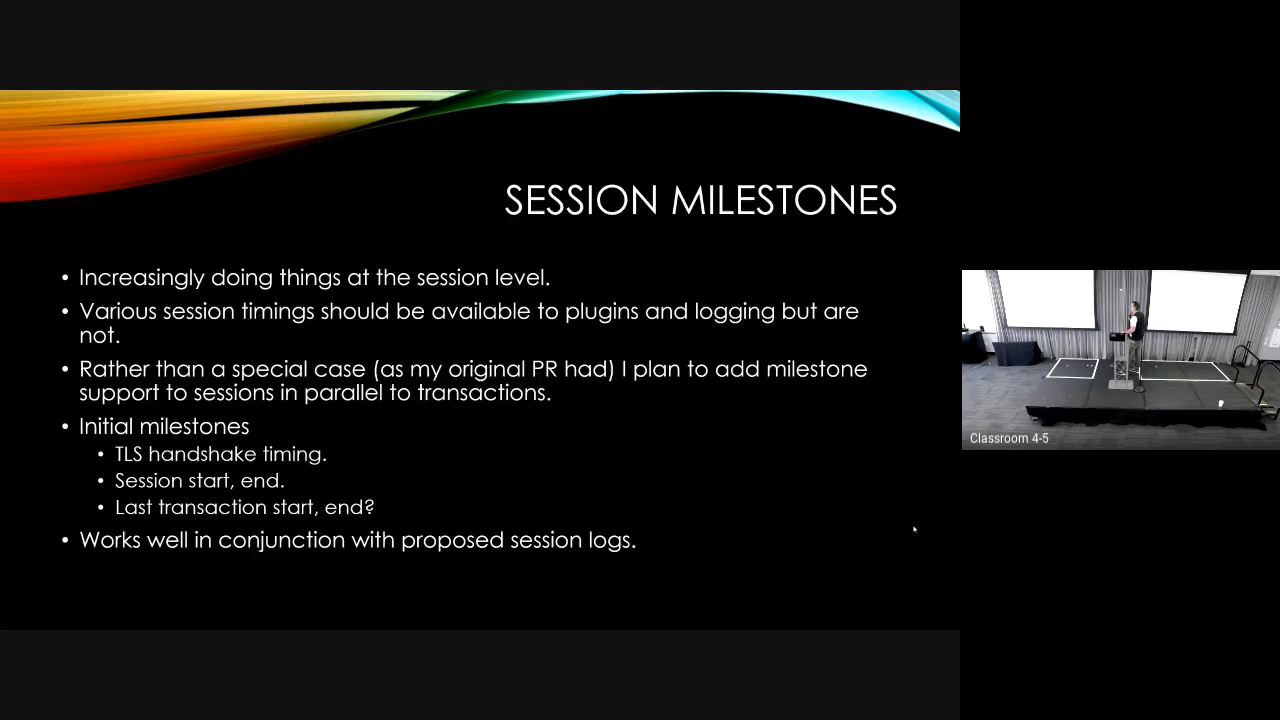 SESSION MILESTONES
• Increasingly doing things at the session level.
• Various session timings should be available to plugins and logging but are
not.
• Rather than a special case (as my original PR had) I plan to add milestone
support to sessions in parallel to transactions.
• Initial milestones
• TLS handshake timing.
• Session start, end.
• Last transaction start, end?
• Works well in conjunction with proposed session logs.
Classroom 4-5